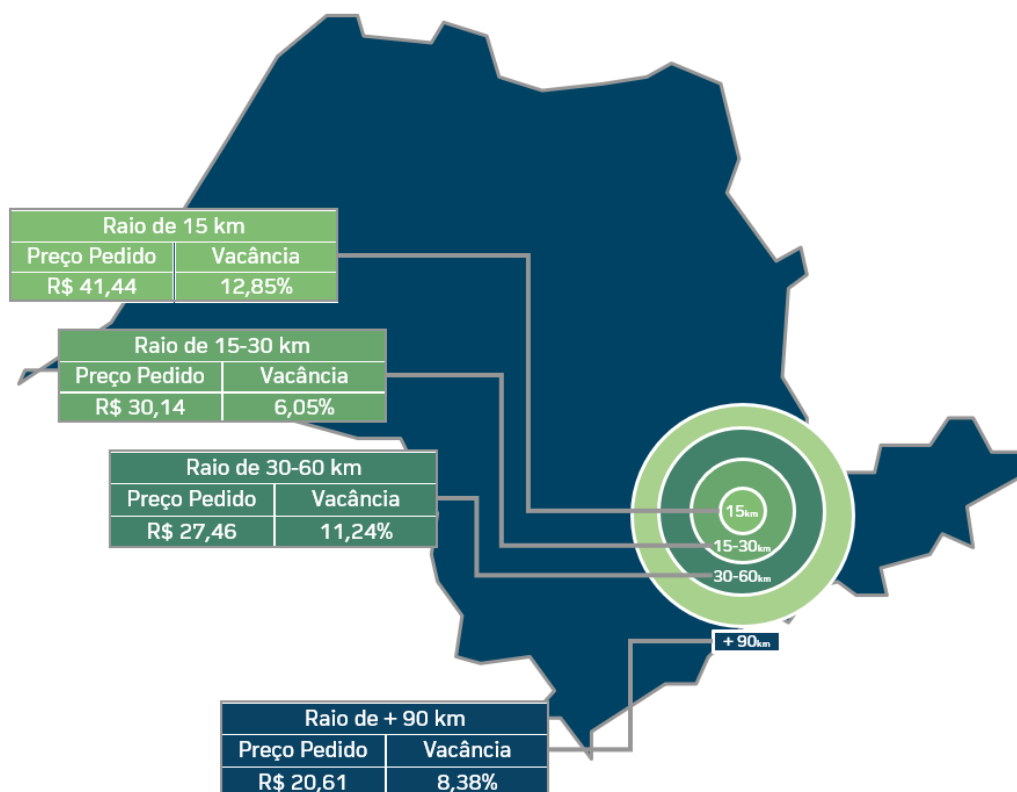 Raio de 15 km
Preço Pedido Vacância
R$ 41,44 12,85%
Raio de 15-30 km
Preço Pedido Vacância
R$ 30,14 6,05%
Raio de 30-60 km
Preço Pedido Vacância
R$ 27,46 11,24%
15km
15-30km
30-60km
+ 90km
Raio de + 90 km
Preço Pedido Vacância
R$ 20,61 8,38%